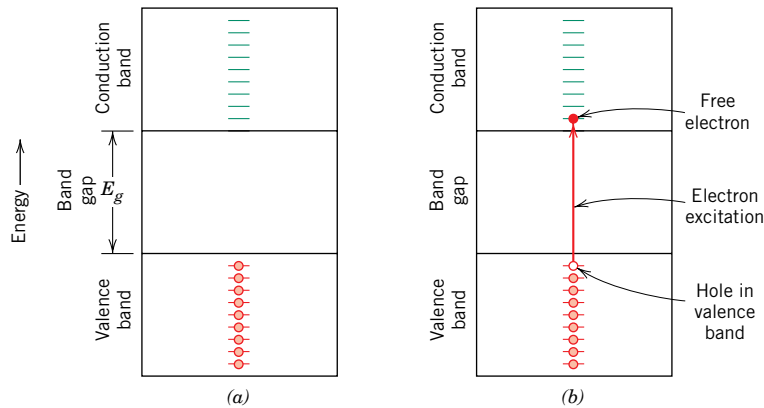 Energy
Conduction
band
Band
gap
E_g
Valence
band
(a)
Conduction
band
Band
gap
Valence
band
Free
electron
Electron
excitation
Hole in
valence
band
(b)